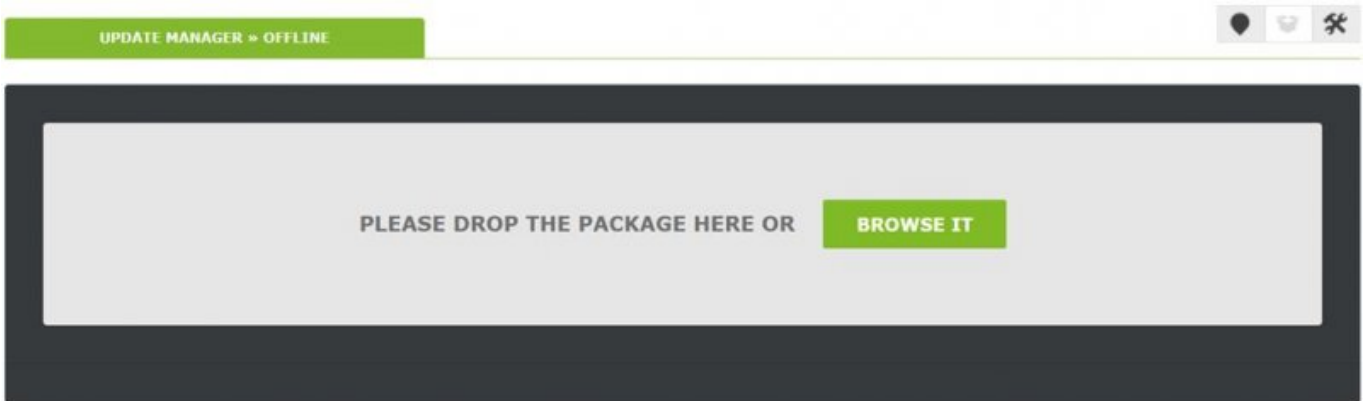 UPDATE MANAGER » OFFLINE
PLEASE DROP THE PACKAGE HERE OR BROWSE IT